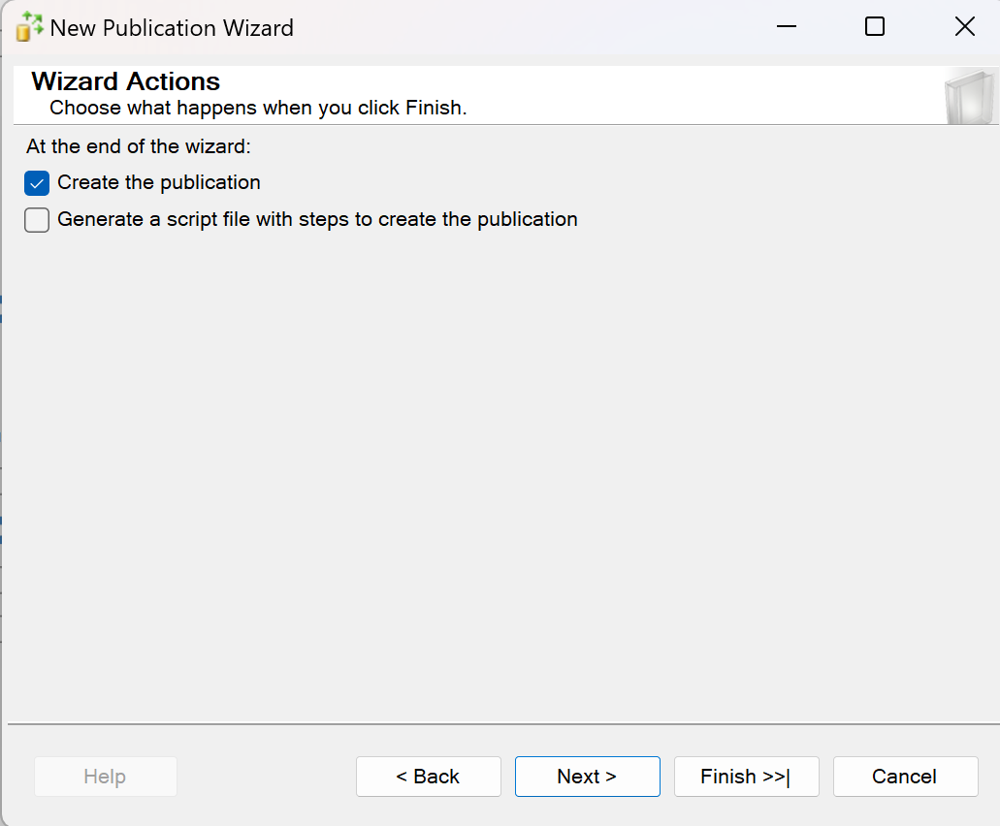 New Publication Wizard
Wizard Actions
Choose what happens when you click Finish.
At the end of the wizard:
Create the publication
Generate a script file with steps to create the publication
Help
< Back
Next >
Finish >>|
Cancel